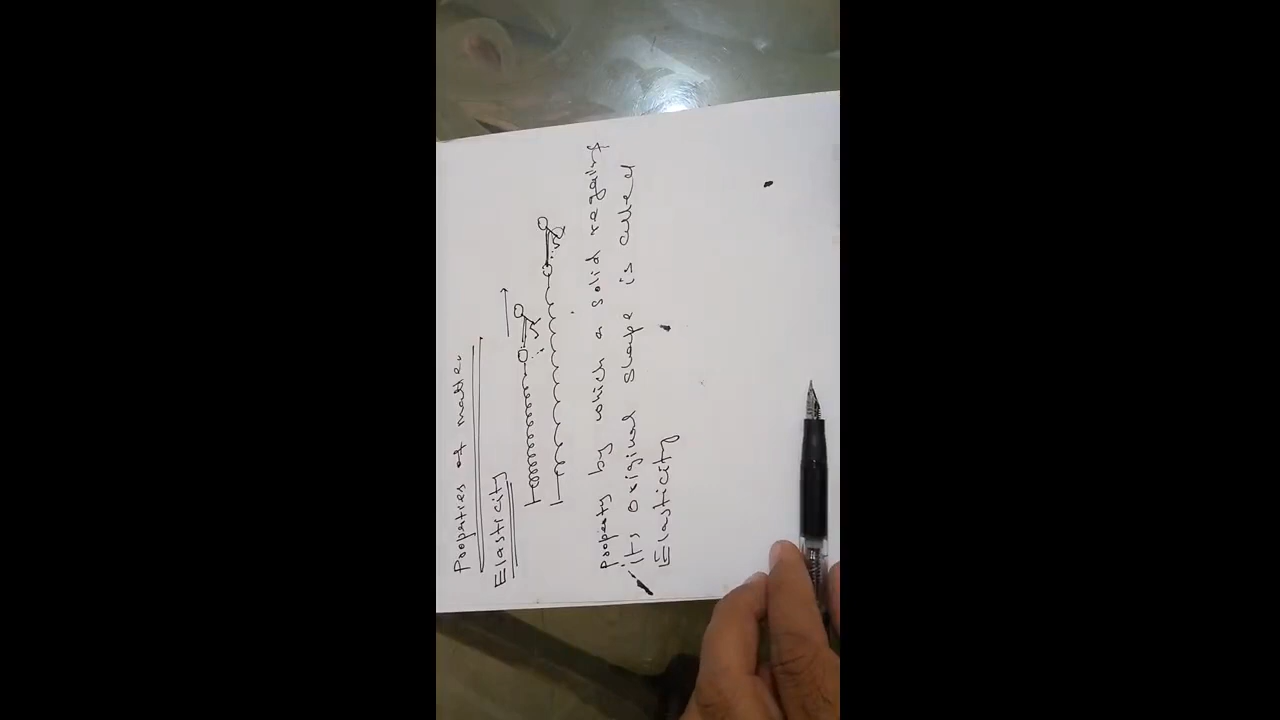 Properties of matter
Elasticity
Property by which a solid regains
its original shape is called
Elasticity